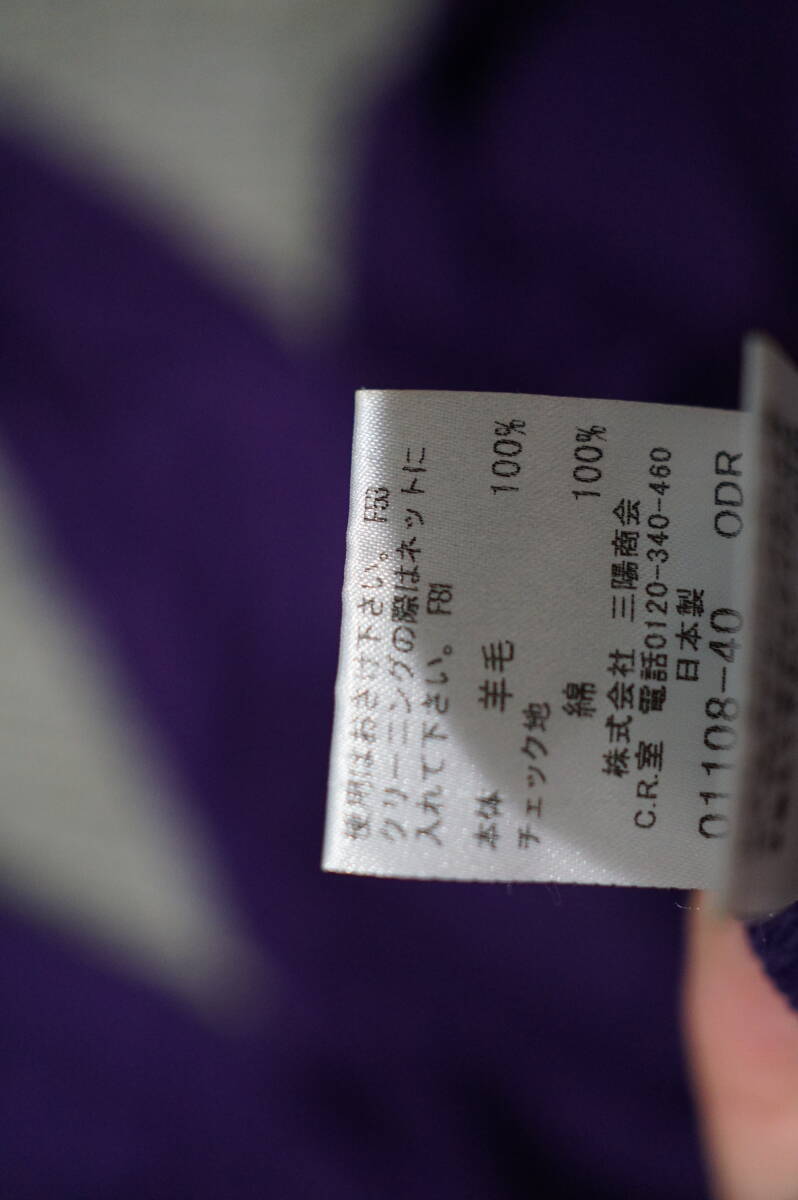 使用はおさけ下さい。 F53
クリーニングの際はネットに
入れて下さい。 F81
本体
羊毛 100%
チェック地
綿 100%
株式会社 三陽商会
C.R.室 電話0120-340-460
日本製
01108-40 ODR